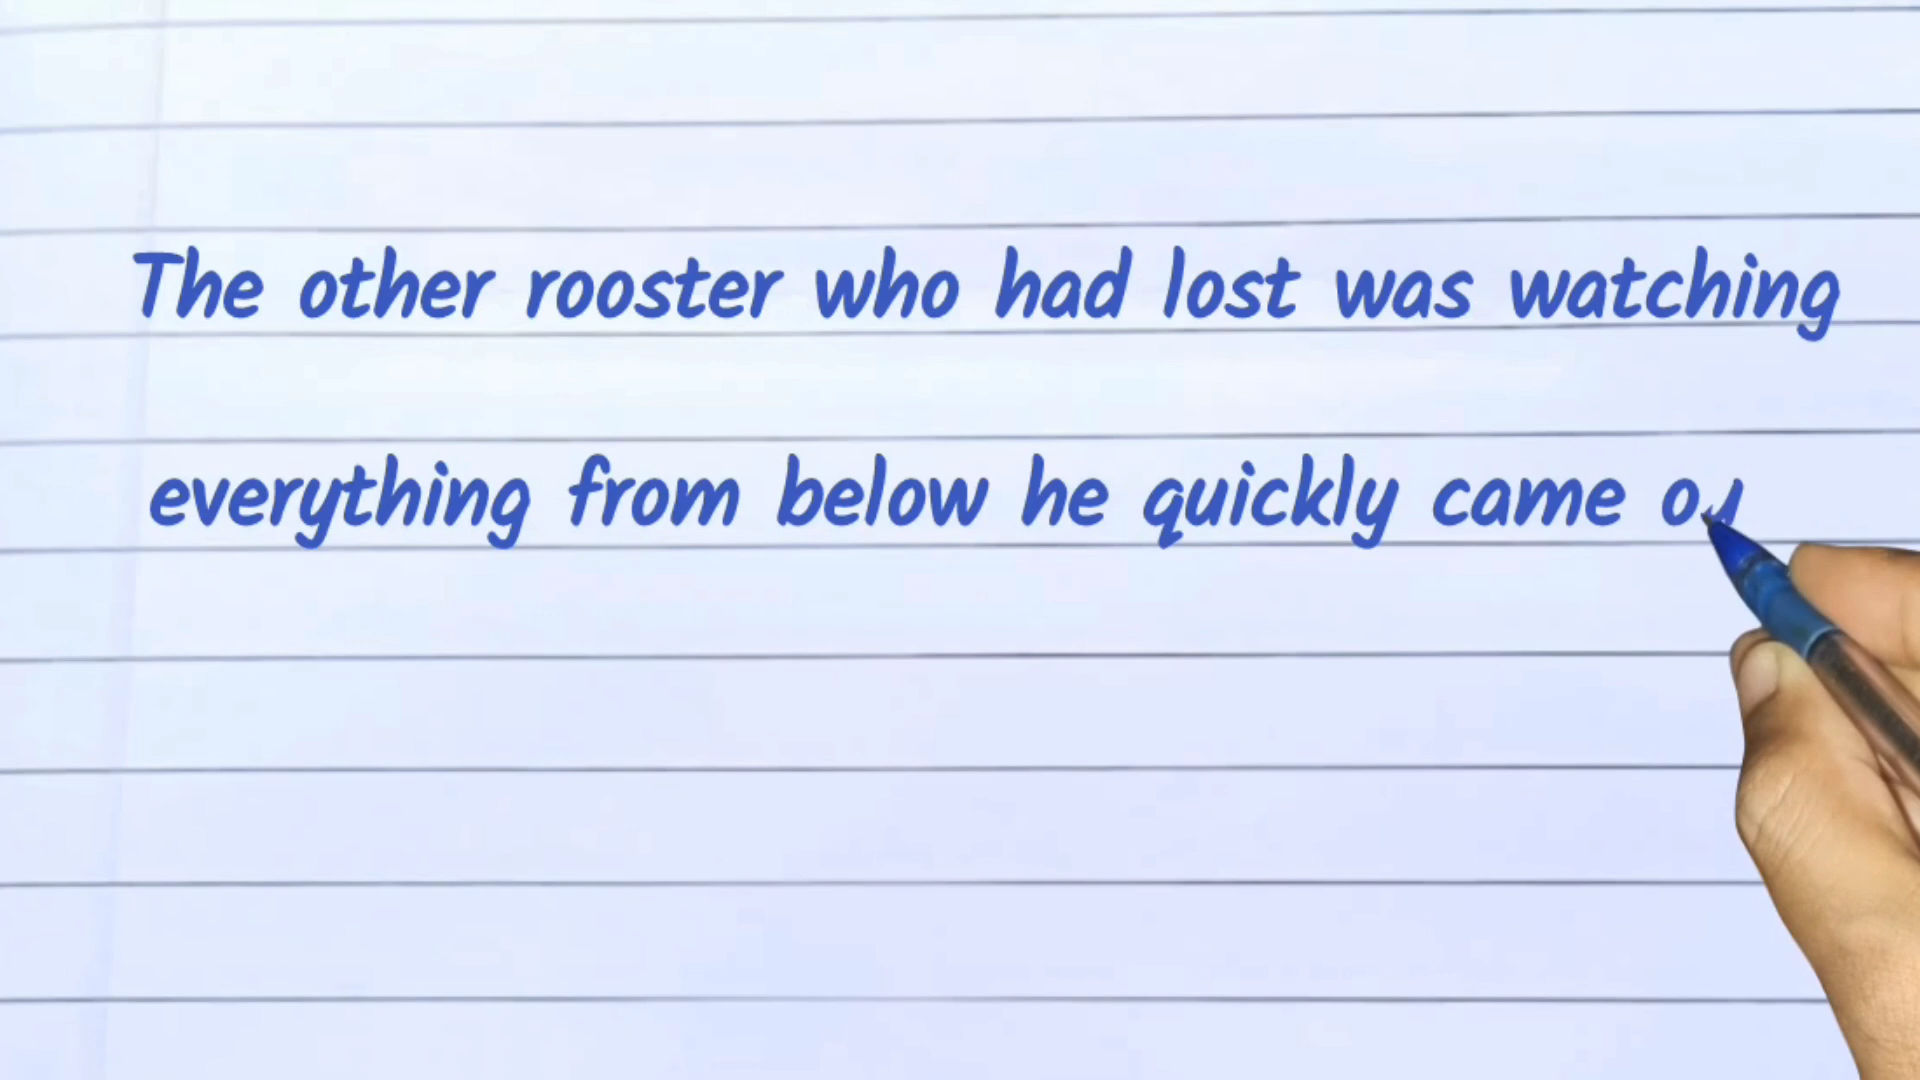 The other rooster who had lost was watching
everything from below he quickly came